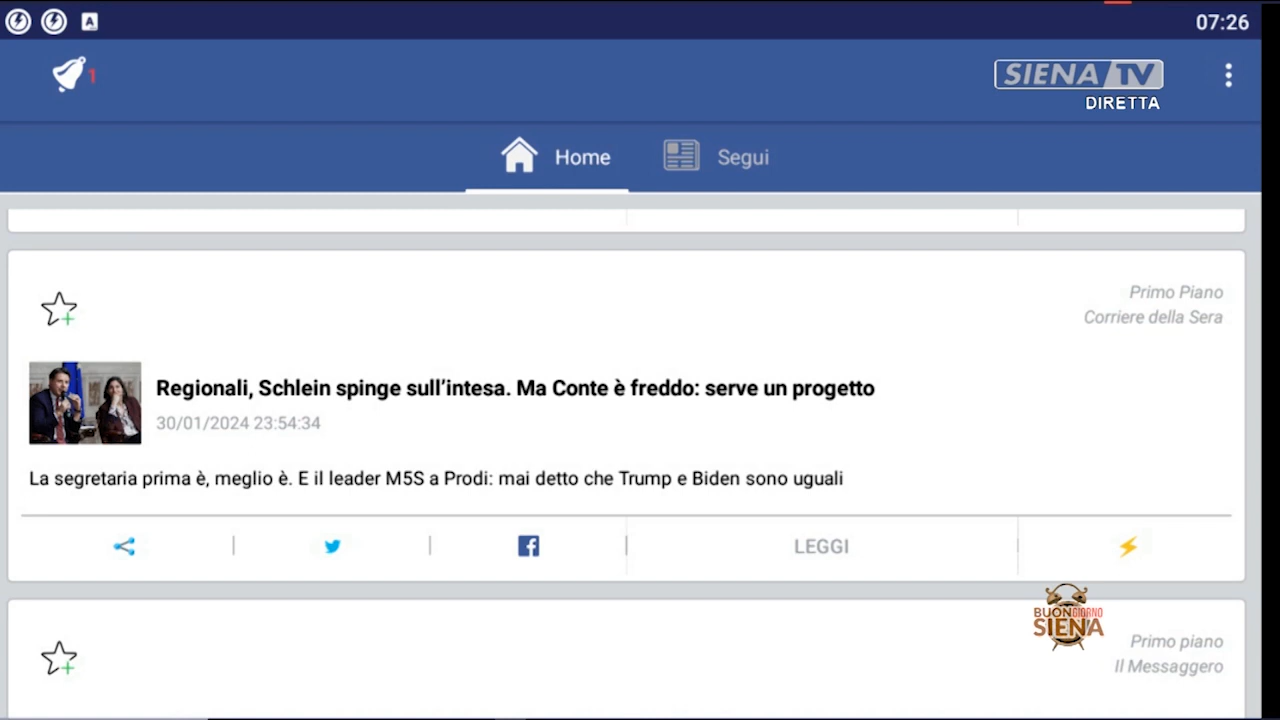 A
07:26
1
SIENA TV
DIRETTA
Home
Segui
Primo Piano
Corriere della Sera
Regionali, Schlein spinge sull'intesa. Ma Conte è freddo: serve un progetto
30/01/2024 23:54:34
La segretaria prima è, meglio è. E il leader M5S a Prodi: mai detto che Trump e Biden sono uguali
LEGGI
BUONGIORNO
SIENA
Primo piano
Il Messaggero